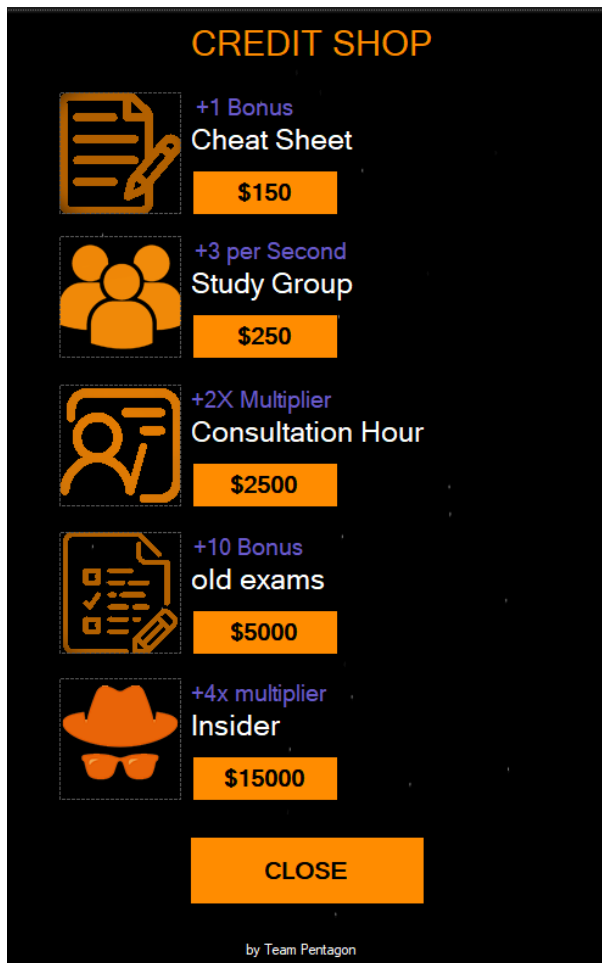 CREDIT SHOP
+1 Bonus
Cheat Sheet
$150
+3 per Second
Study Group
$250
+2X Multiplier
Consultation Hour
$2500
+10 Bonus
old exams
$5000
+4x multiplier
Insider
$15000
CLOSE
by Team Pentagon